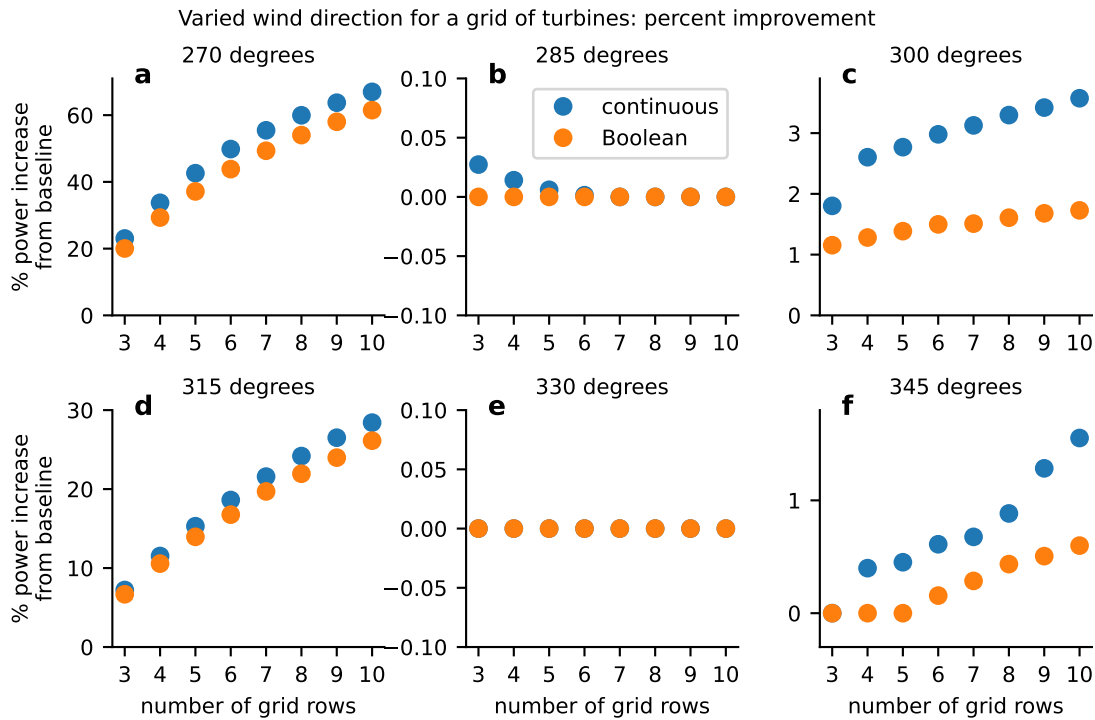 Varied wind direction for a grid of turbines: percent improvement
270 degrees
285 degrees
300 degrees
a
b
c
% power increase
from baseline
60
40
20
0
3 4 5 6 7 8 9 10
0.10
0.05
0.00
−0.05
−0.10
continuous
Boolean
3 4 5 6 7 8 9 10
3
2
1
0
3 4 5 6 7 8 9 10
315 degrees
330 degrees
345 degrees
d
e
f
% power increase
from baseline
30
20
10
0
3 4 5 6 7 8 9 10
number of grid rows
0.10
0.05
0.00
−0.05
−0.10
3 4 5 6 7 8 9 10
number of grid rows
1
0
3 4 5 6 7 8 9 10
number of grid rows